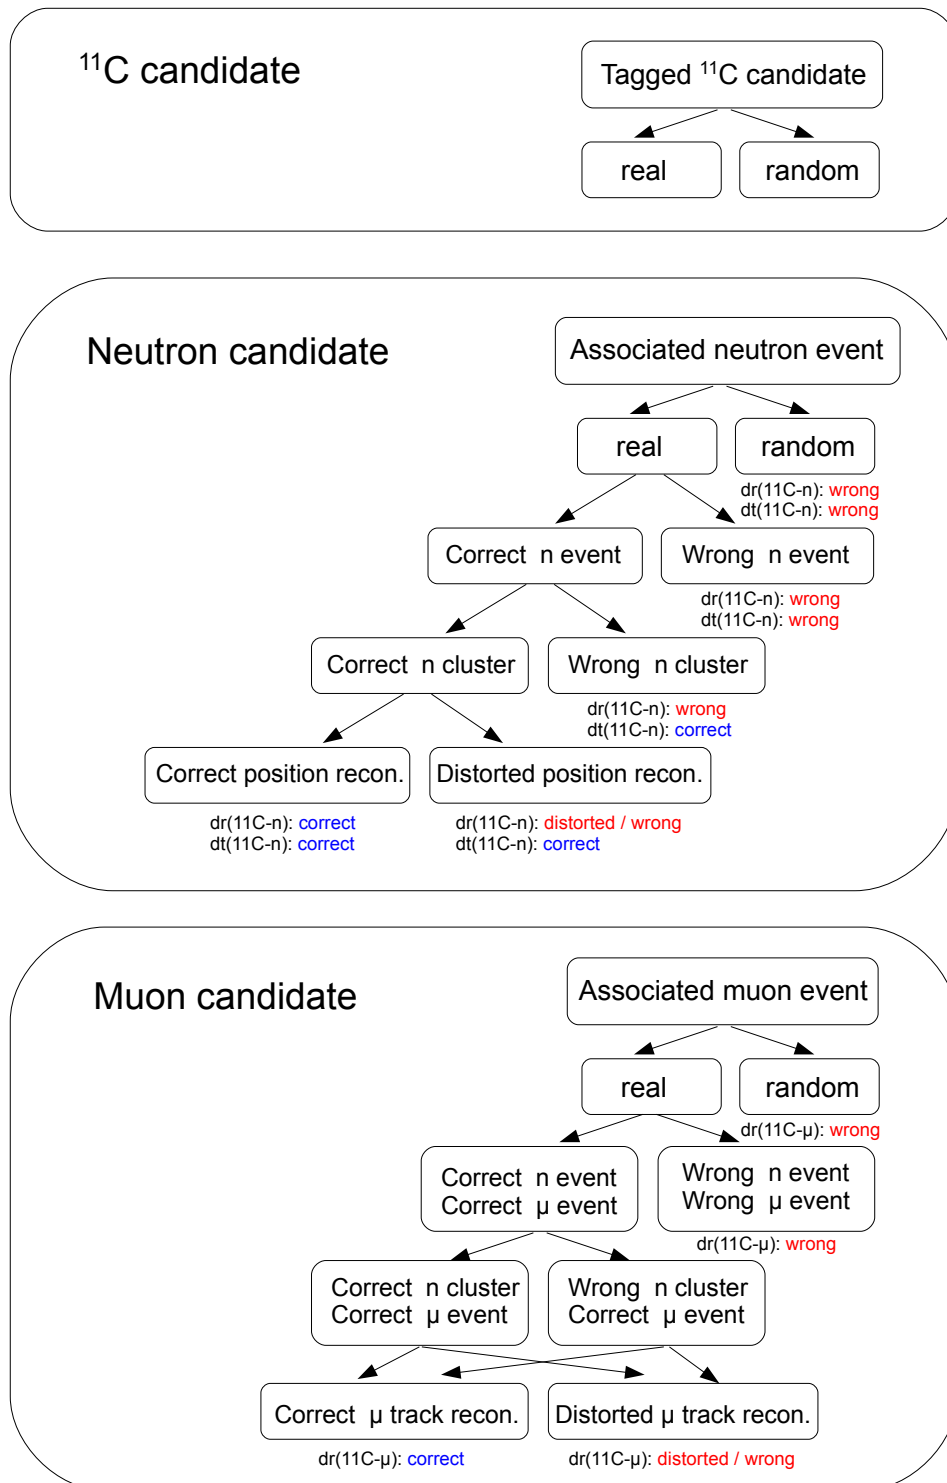 ¹¹C candidate
Tagged ¹¹C candidate
real
random
Neutron candidate
Associated neutron event
real
random
dr(11C-n): wrong
dt(11C-n): wrong
Correct n event
Wrong n event
dr(11C-n): wrong
dt(11C-n): wrong
Correct n cluster
Wrong n cluster
dr(11C-n): wrong
dt(11C-n): correct
Correct position recon.
Distorted position recon.
dr(11C-n): correct
dt(11C-n): correct
dr(11C-n): distorted / wrong
dt(11C-n): correct
Muon candidate
Associated muon event
real
random
dr(11C-μ): wrong
Correct n event
Correct μ event
Wrong n event
Wrong μ event
dr(11C-μ): wrong
Correct n cluster
Correct μ event
Wrong n cluster
Correct μ event
Correct μ track recon.
Distorted μ track recon.
dr(11C-μ): correct
dr(11C-μ): distorted / wrong